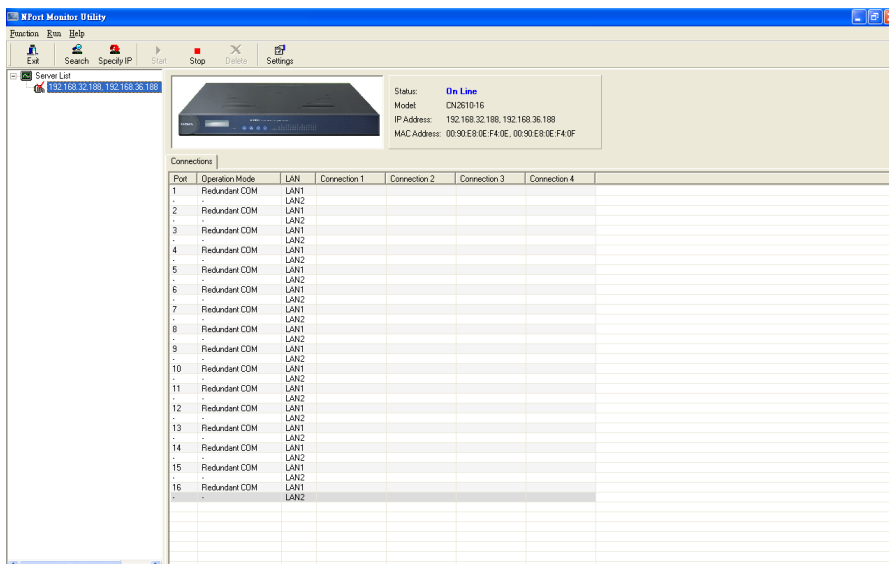 NPort Monitor Utility
Function Run Help
Exit Search Specify IP Start Stop Delete Settings
Server List
192.168.32.188, 192.168.36.188
Status: On Line
Model: CN2610-16
IP Address: 192.168.32.188, 192.168.36.188
MAC Address: 00:90:E8:0E:F4:0E, 00:90:E8:0E:F4:0F
Connections
Port Operation Mode LAN Connection 1 Connection 2 Connection 3 Connection 4
1 Redundant COM LAN1
- - LAN2
2 Redundant COM LAN1
- - LAN2
3 Redundant COM LAN1
- - LAN2
4 Redundant COM LAN1
- - LAN2
5 Redundant COM LAN1
- - LAN2
6 Redundant COM LAN1
- - LAN2
7 Redundant COM LAN1
- - LAN2
8 Redundant COM LAN1
- - LAN2
9 Redundant COM LAN1
- - LAN2
10 Redundant COM LAN1
- - LAN2
11 Redundant COM LAN1
- - LAN2
12 Redundant COM LAN1
- - LAN2
13 Redundant COM LAN1
- - LAN2
14 Redundant COM LAN1
- - LAN2
15 Redundant COM LAN1
- - LAN2
16 Redundant COM LAN1
- - LAN2